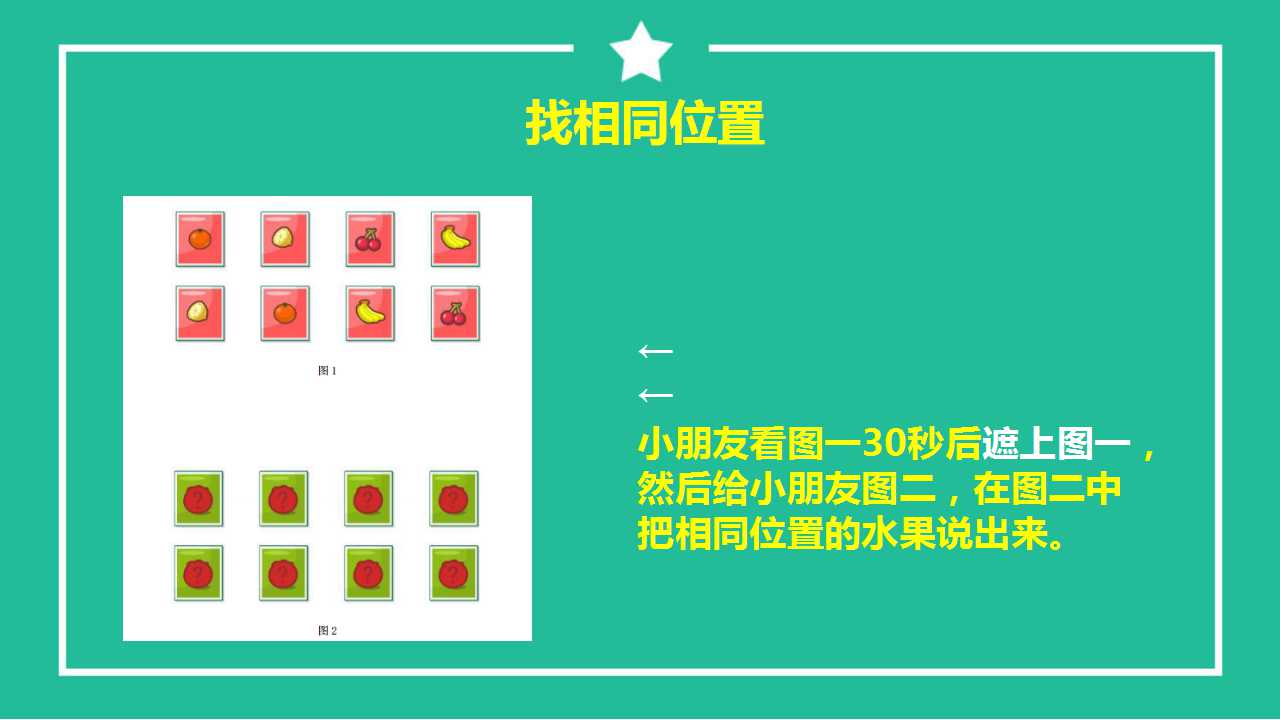 找相同位置
图 1
? ? ? ?
? ? ? ?
图 2
←
←
小朋友看图一30秒后遮上图一，
然后给小朋友图二，在图二中
把相同位置的水果说出来。